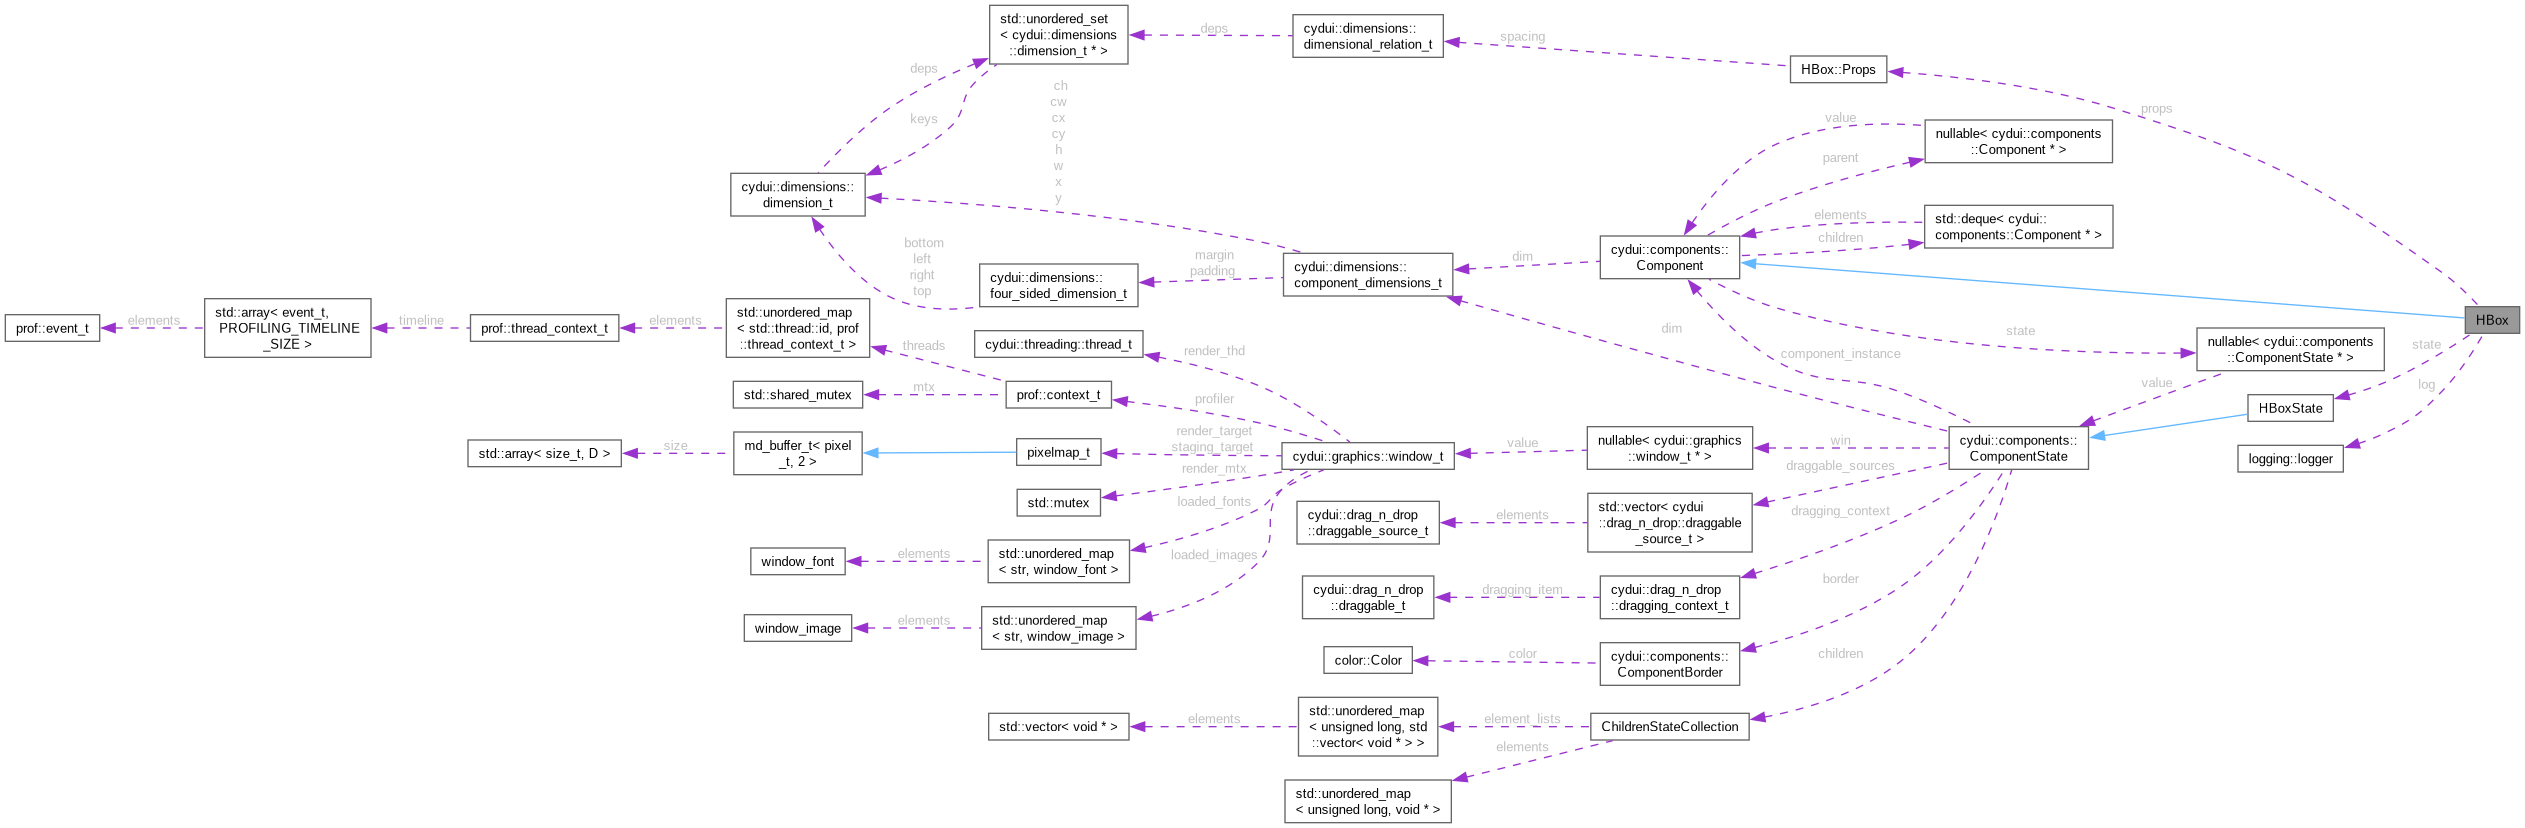 std::unordered_set
< cydui::dimensions
::dimension_t * >
deps
cydui::dimensions::
dimensional_relation_t
spacing
HBox::Props
props
deps
keys
ch
cw
cx
cy
h
w
x
y
value
nullable< cydui::components
::Component * >
parent
cydui::dimensions::
dimension_t
elements
std::deque< cydui::
components::Component * >
children
cydui::components::
Component
dim
bottom
left
right
top
margin
padding
cydui::dimensions::
four_sided_dimension_t
cydui::dimensions::
component_dimensions_t
prof::event_t
elements
std::array< event_t,
PROFILING_TIMELINE
_SIZE >
timeline
prof::thread_context_t
elements
std::unordered_map
< std::thread::id, prof
::thread_context_t >
threads
cydui::threading::thread_t
render_thd
dim
component_instance
state
HBox
nullable< cydui::components
::ComponentState * >
state
value
log
std::shared_mutex
mtx
prof::context_t
profiler
HBoxState
std::array< size_t, D >
size
md_buffer_t< pixel
_t, 2 >
pixelmap_t
render_target
staging_target
cydui::graphics::window_t
value
nullable< cydui::graphics
::window_t * >
win
cydui::components::
ComponentState
logging::logger
render_mtx
std::mutex
loaded_fonts
draggable_sources
cydui::drag_n_drop
::draggable_source_t
elements
std::vector< cydui
::drag_n_drop::draggable
_source_t >
dragging_context
window_font
elements
std::unordered_map
< str, window_font >
loaded_images
cydui::drag_n_drop
::draggable_t
dragging_item
cydui::drag_n_drop
::dragging_context_t
border
window_image
elements
std::unordered_map
< str, window_image >
color::Color
color
cydui::components::
ComponentBorder
children
std::vector< void * >
elements
std::unordered_map
< unsigned long, std
::vector< void * > >
element_lists
ChildrenStateCollection
elements
std::unordered_map
< unsigned long, void * >